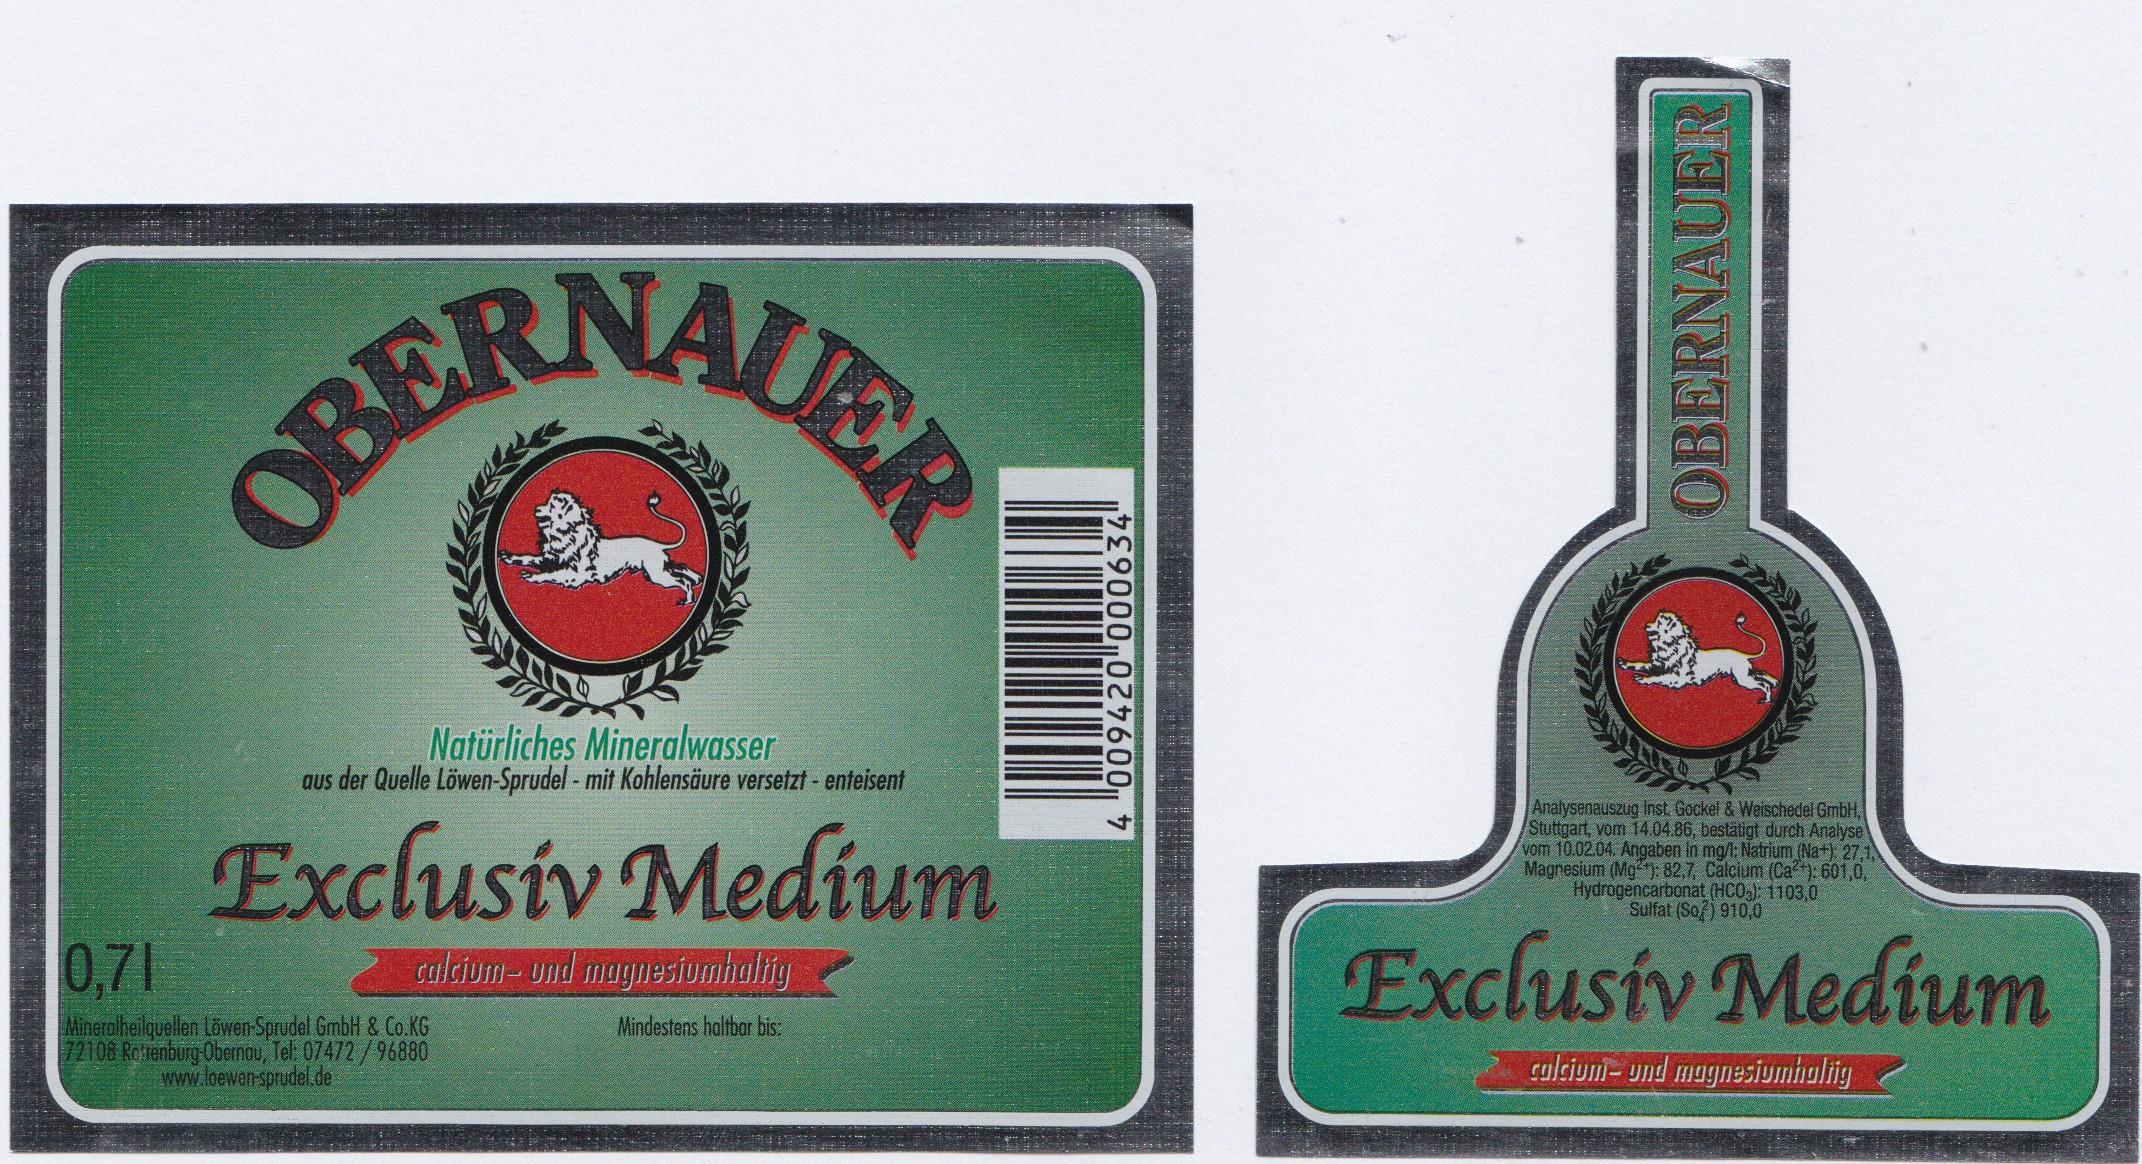 OBERNAUER
Natürliches Mineralwasser
aus der Quelle Löwen-Sprudel - mit Kohlensäure versetzt - enteisent
Exclusiv Medium
calcium- und magnesiumhaltig
0,7 l
Mineralheilquellen Löwen-Sprudel GmbH & Co.KG
72108 Rottenburg-Obernau, Tel: 07472 / 96880
www.loewen-sprudel.de
Mindestens haltbar bis:
4 009420 000634
OBERNAUER
Analysenauszug Inst. Gockel & Weischedel GmbH,
Stuttgart, vom 14.04.86, bestätigt durch Analyse
vom 10.02.04. Angaben in mg/l: Natrium (Na+): 27,1,
Magnesium (Mg2+): 82,7, Calcium (Ca2+): 601,0,
Hydrogencarbonat (HCO3): 1103,0
Sulfat (So4 2) 910,0
Exclusiv Medium
calcium- und magnesiumhaltig